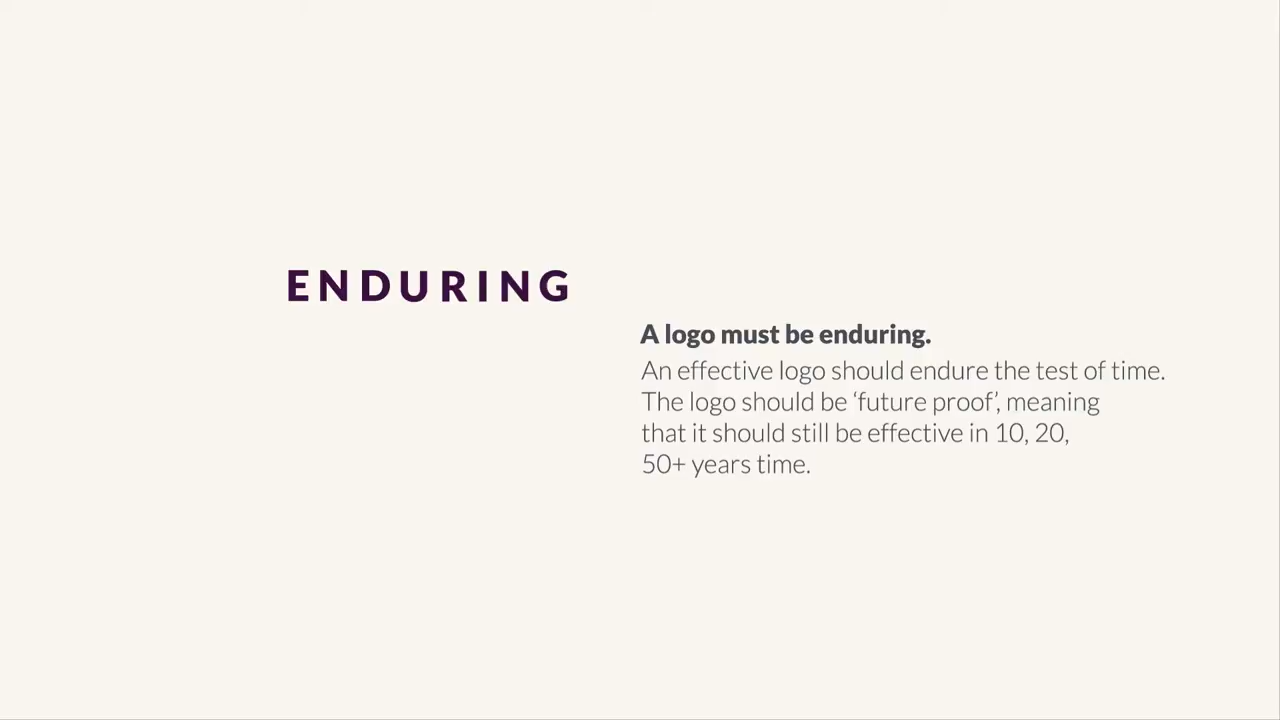 ENDURING
A logo must be enduring.
An effective logo should endure the test of time.
The logo should be ‘future proof’, meaning
that it should still be effective in 10, 20,
50+ years time.